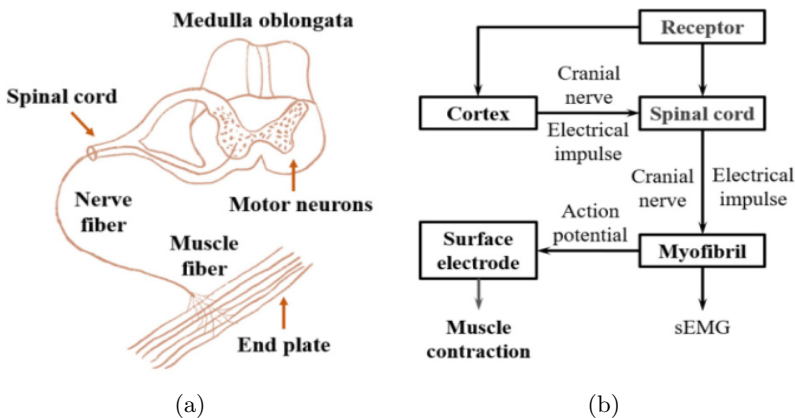 Medulla oblongata
Spinal cord
Nerve
fiber
Motor neurons
Muscle
fiber
End plate
(a)
Receptor
Cranial
nerve
Cortex
Spinal cord
Electrical
impulse
Cranial
nerve
Electrical
impulse
Action
potential
Surface
electrode
Myofibril
Muscle
contraction
sEMG
(b)